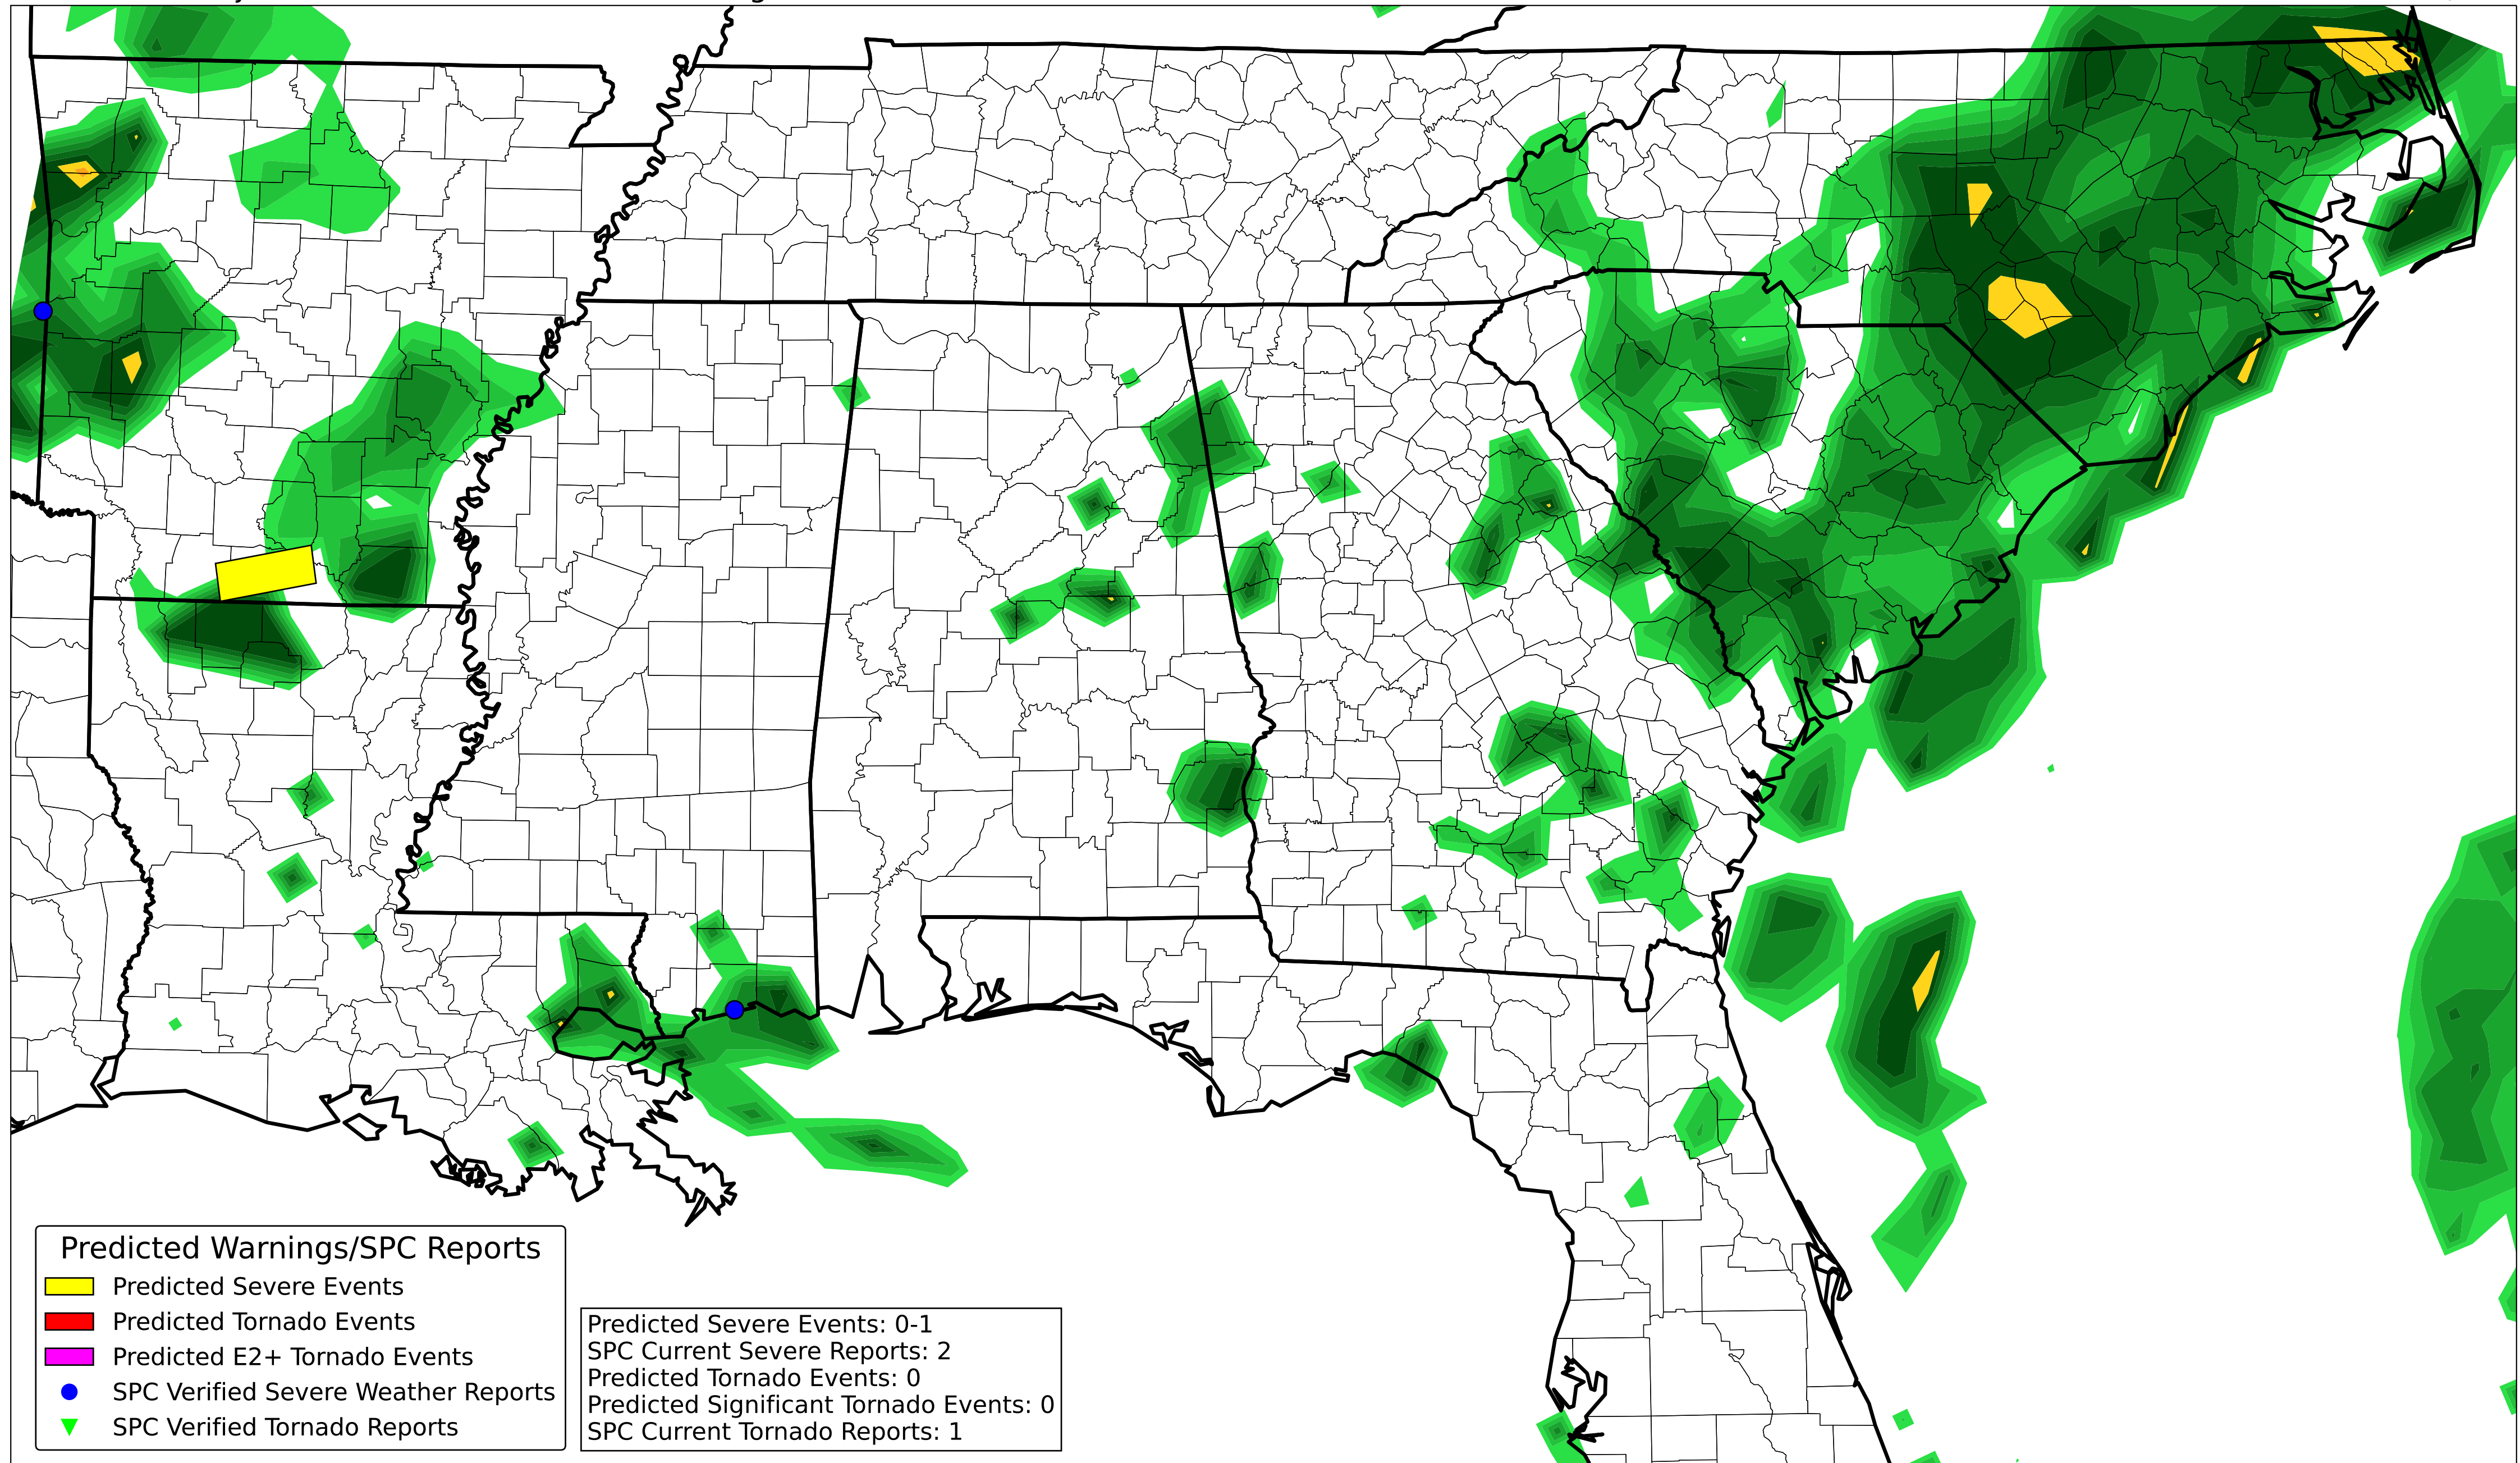 Predicted Warnings/SPC Reports
Predicted Severe Events
Predicted Tornado Events
Predicted E2+ Tornado Events
SPC Verified Severe Weather Reports
SPC Verified Tornado Reports
Predicted Severe Events: 0-1
SPC Current Severe Reports: 2
Predicted Tornado Events: 0
Predicted Significant Tornado Events: 0
SPC Current Tornado Reports: 1